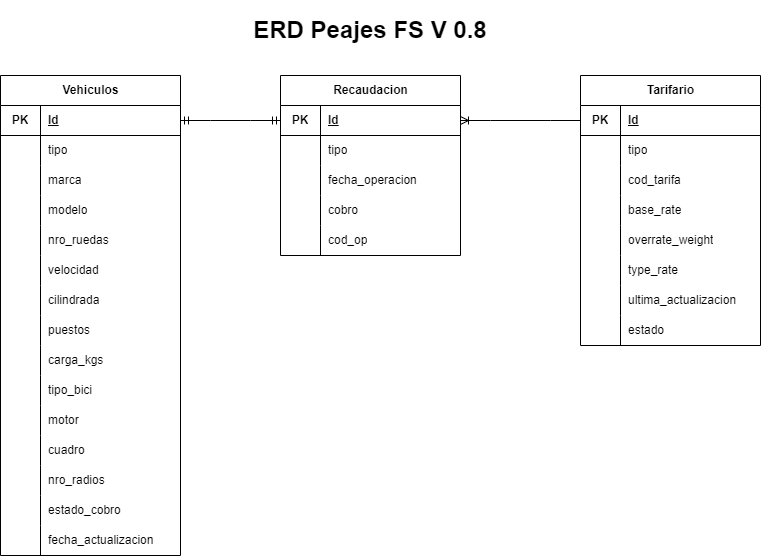 ERD Peajes FS V 0.8
Vehiculos
PK Id
tipo
marca
modelo
nro_ruedas
velocidad
cilindrada
puestos
carga_kgs
tipo_bici
motor
cuadro
nro_radios
estado_cobro
fecha_actualizacion
Recaudacion
PK Id
tipo
fecha_operacion
cobro
cod_op
Tarifario
PK Id
tipo
cod_tarifa
base_rate
overrate_weight
type_rate
ultima_actualizacion
estado